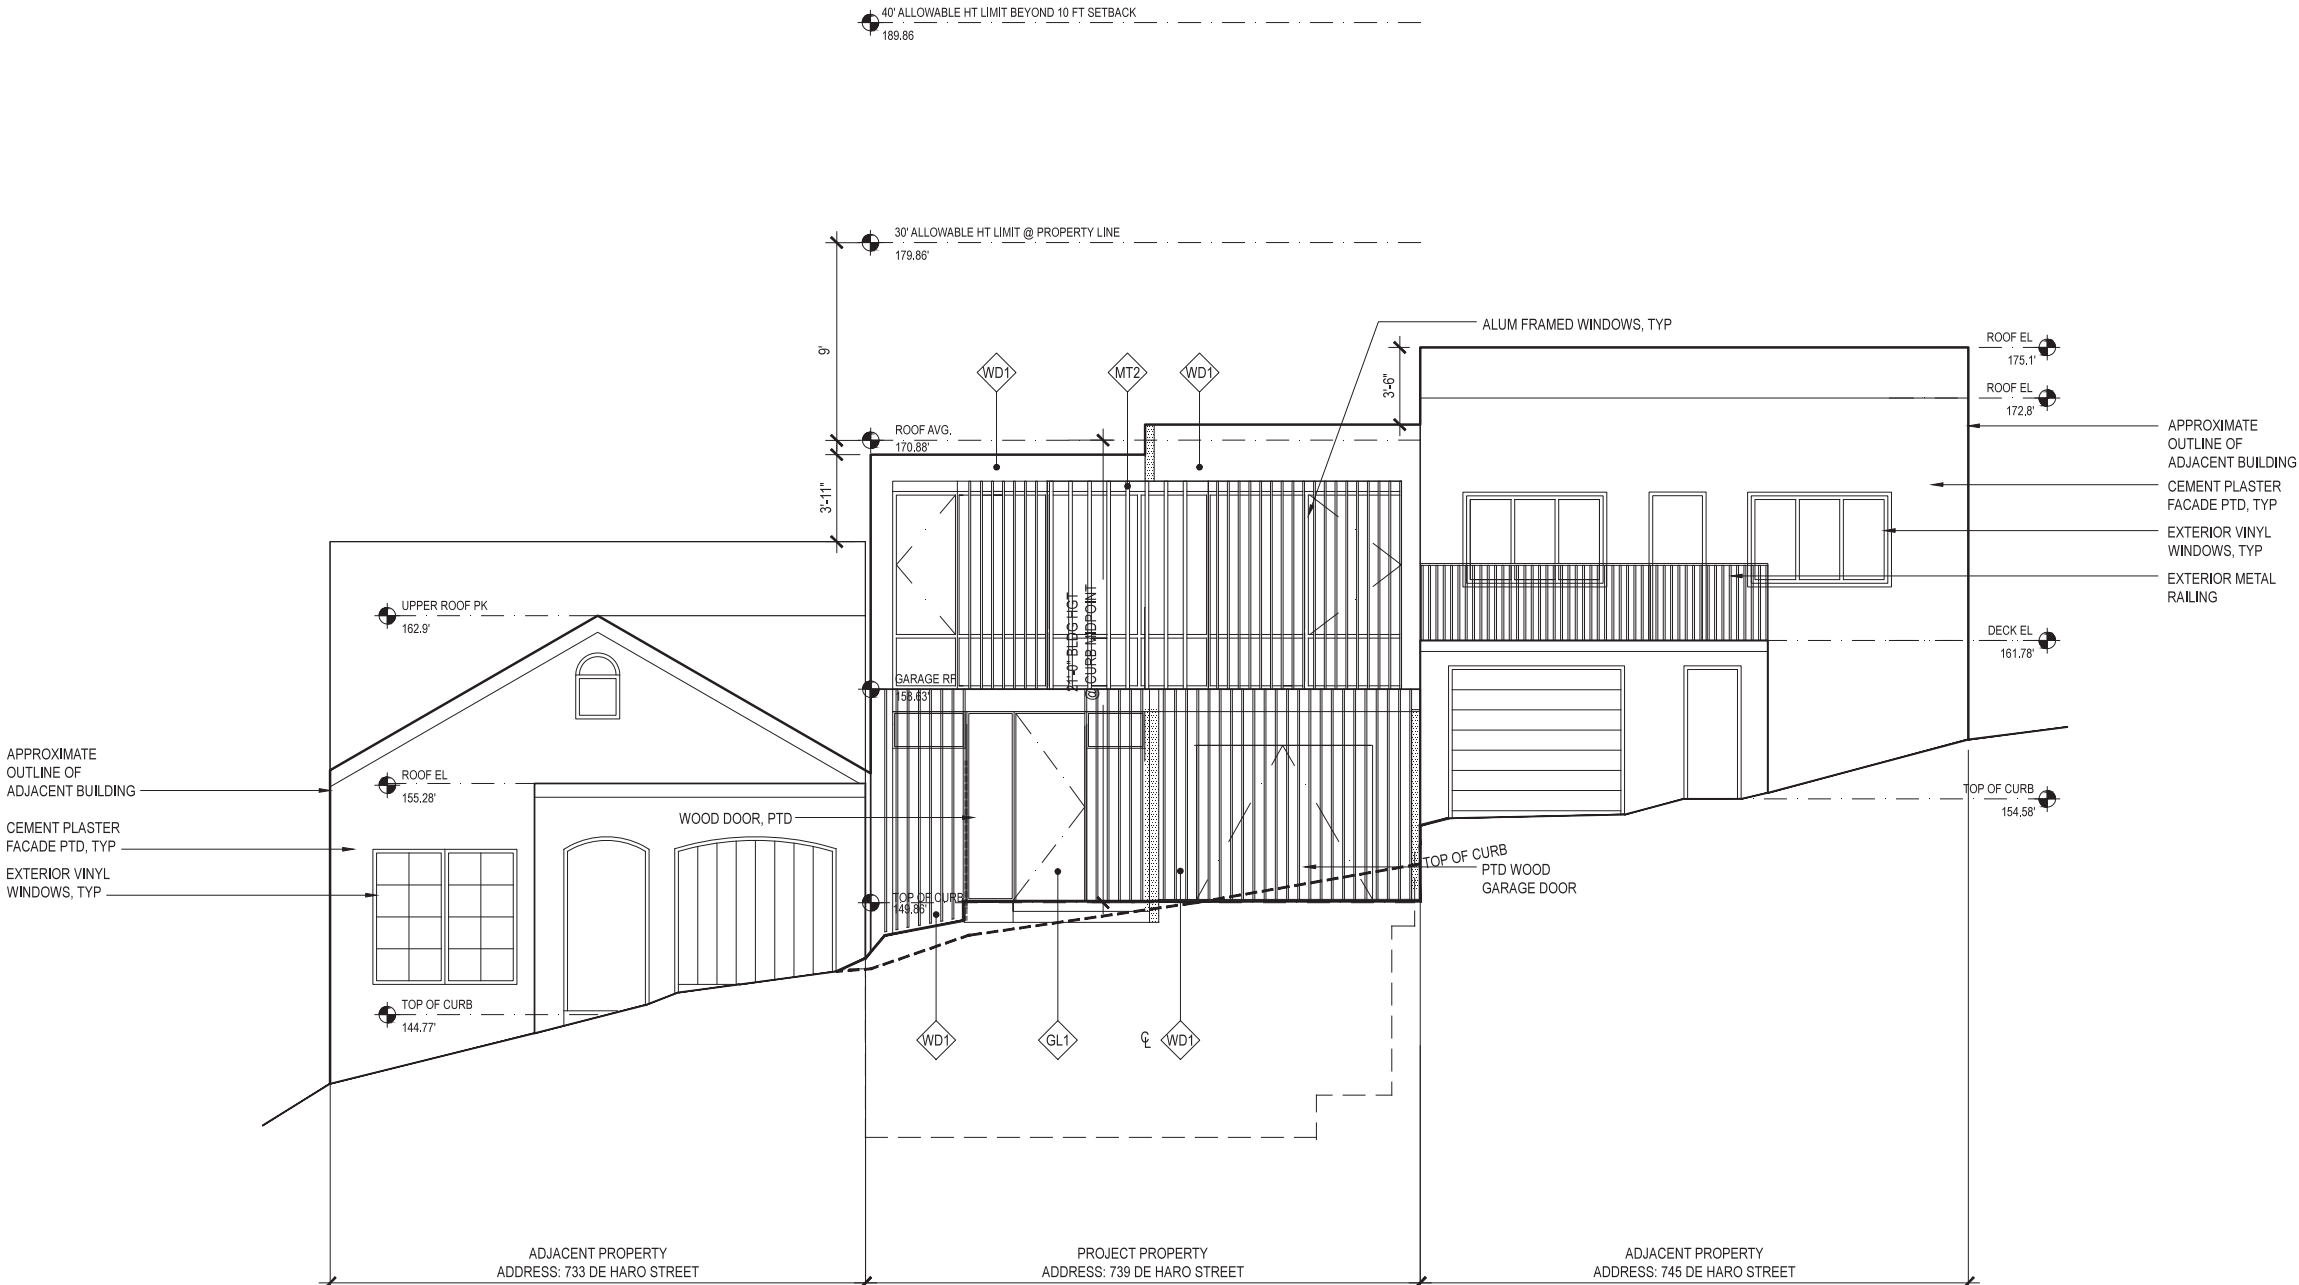 40' ALLOWABLE HT LIMIT BEYOND 10 FT SETBACK
189.86
30' ALLOWABLE HT LIMIT @ PROPERTY LINE
179.86'
9'
ALUM FRAMED WINDOWS, TYP
ROOF EL
175.1'
WD1
MT2
WD1
3'-6"
ROOF EL
172.8'
ROOF AVG.
170.88'
APPROXIMATE
OUTLINE OF
ADJACENT BUILDING
CEMENT PLASTER
FACADE PTD, TYP
3'-11"
EXTERIOR VINYL
WINDOWS, TYP
EXTERIOR METAL
RAILING
UPPER ROOF PK
162.9'
21'-0" BLDG HGT
@ CURB MIDPOINT
DECK EL
161.78'
GARAGE RF
158.63'
APPROXIMATE
OUTLINE OF
ADJACENT BUILDING
ROOF EL
155.28'
TOP OF CURB
154.58'
WOOD DOOR, PTD
CEMENT PLASTER
FACADE PTD, TYP
TOP OF CURB
PTD WOOD
GARAGE DOOR
EXTERIOR VINYL
WINDOWS, TYP
TOP OF CURB
149.86'
TOP OF CURB
144.77'
WD1
GL1
CL
WD1
ADJACENT PROPERTY
ADDRESS: 733 DE HARO STREET
PROJECT PROPERTY
ADDRESS: 739 DE HARO STREET
ADJACENT PROPERTY
ADDRESS: 745 DE HARO STREET